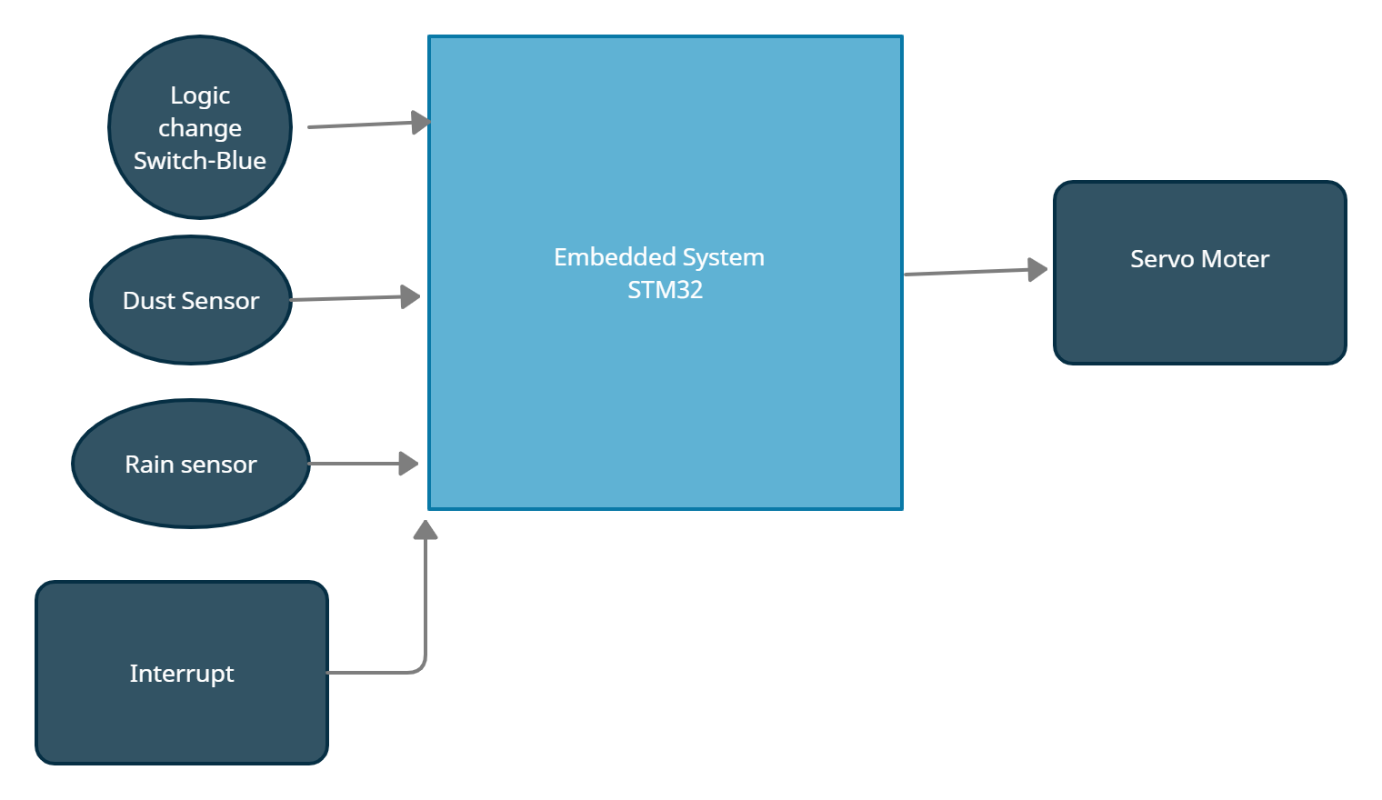 Logic
change
Switch-Blue
Dust Sensor
Rain sensor
Interrupt
Embedded System
STM32
Servo Moter